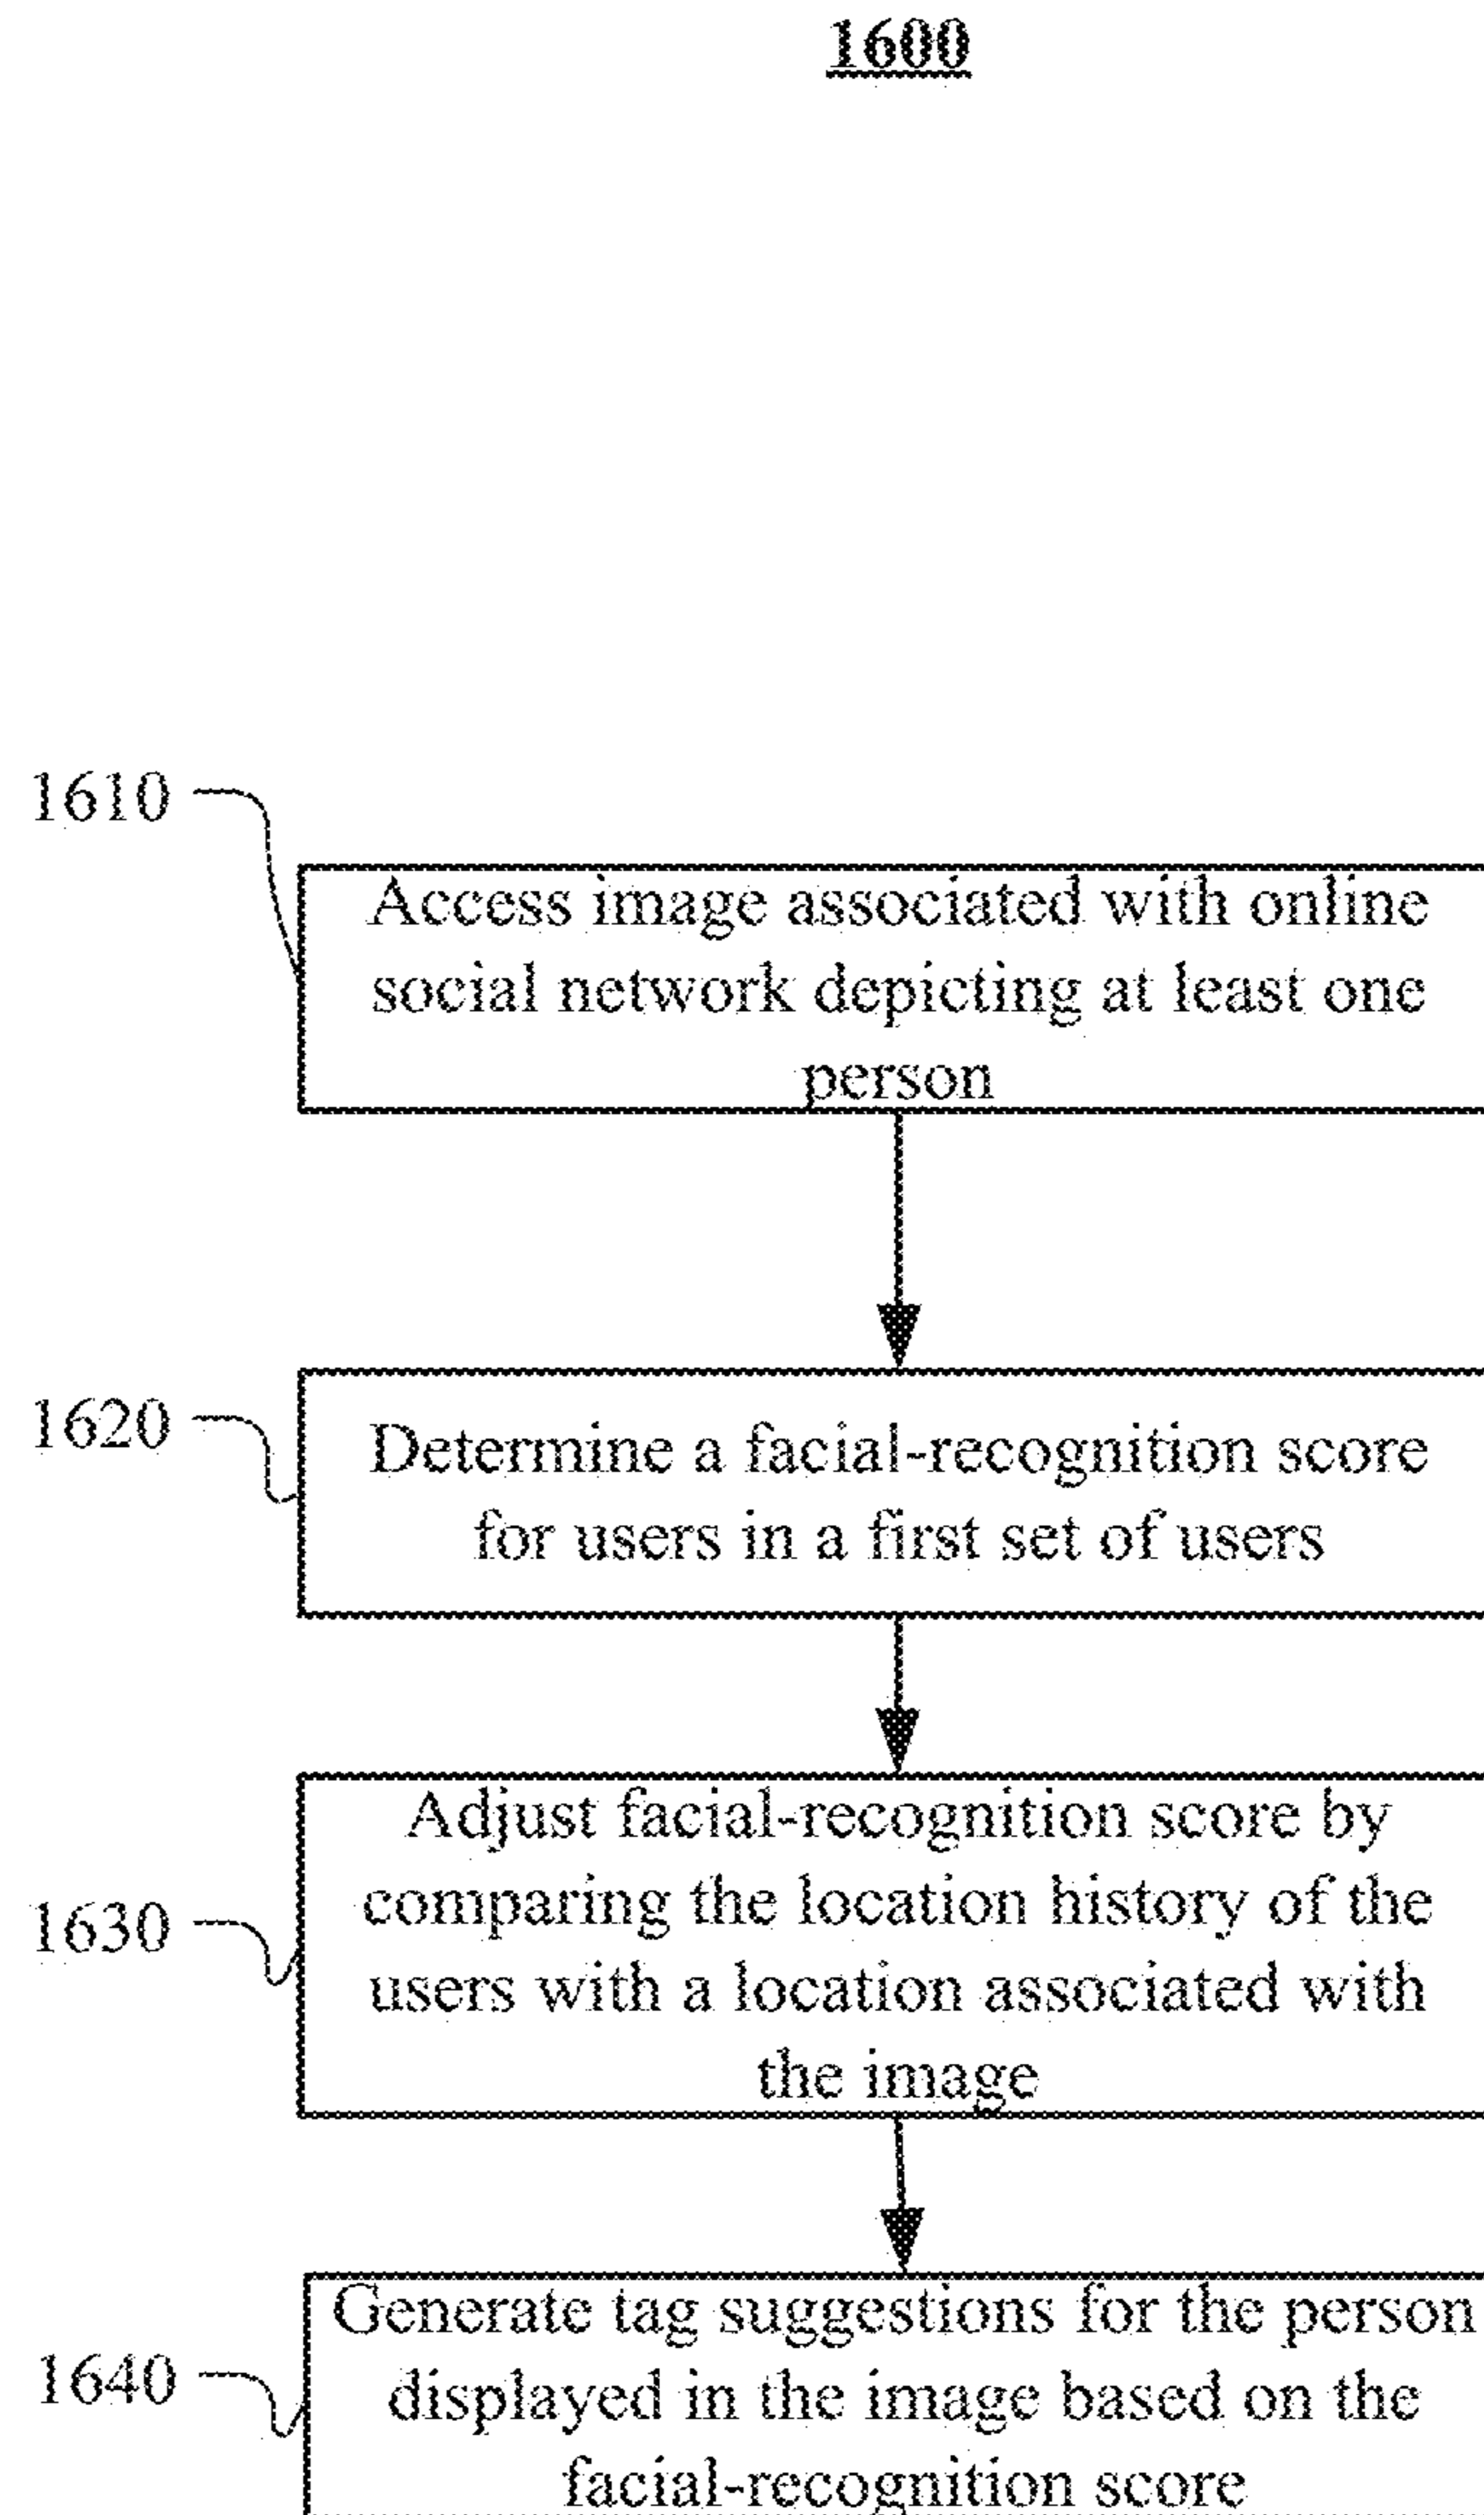 1600
1610
Access image associated with online
social network depicting at least one
person
1620
Determine a facial-recognition score
for users in a first set of users
1630
Adjust facial-recognition score by
comparing the location history of the
users with a location associated with
the image
1640
Generate tag suggestions for the person
displayed in the image based on the
facial-recognition score